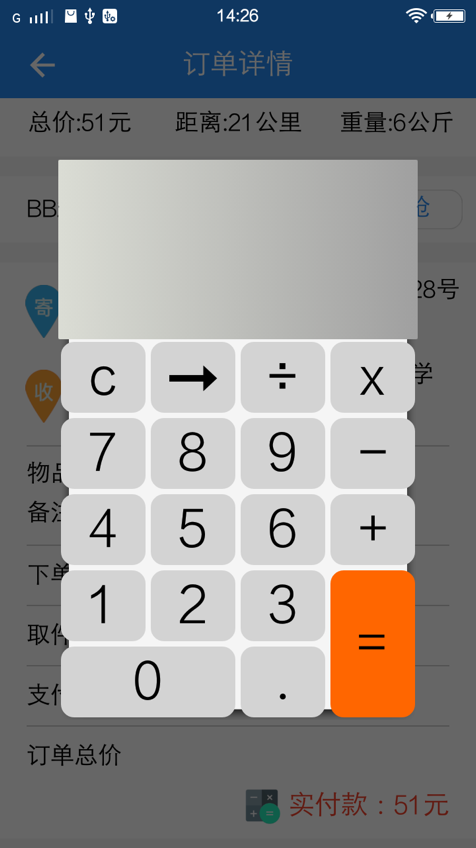 G 14:26
订单详情
总价:51元 距离:21公里 重量:6公斤
BB 抢
寄 28号
收 学
C → ÷ x
7 8 9 −
4 5 6 +
1 2 3
=
0 .
物品
备注
下单
取件
支付
订单总价
实付款：51元